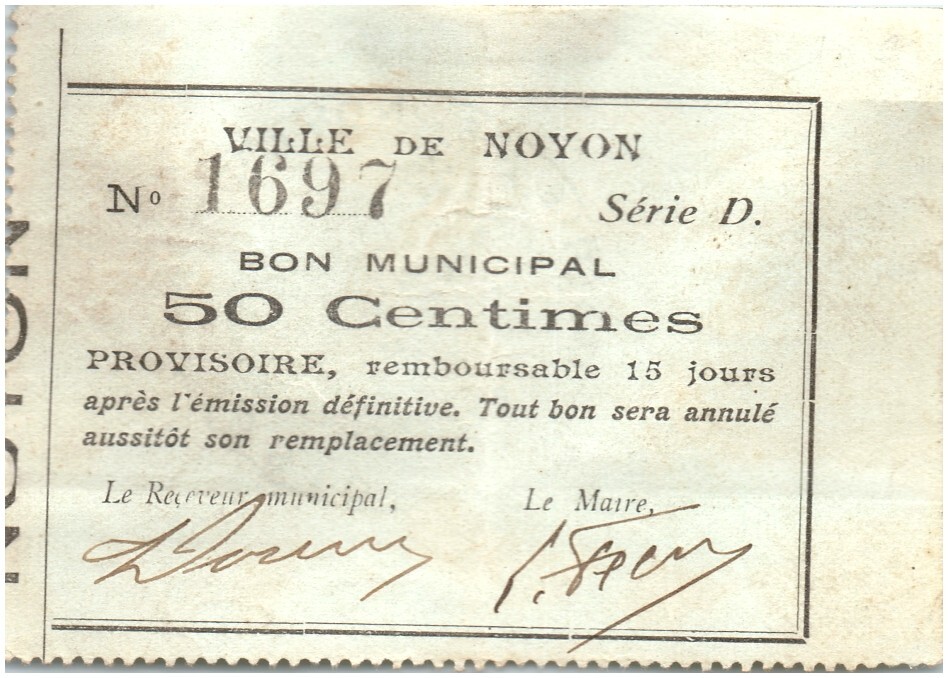 VILLE DE NOYON
No 1697 Série D.
BON MUNICIPAL
50 Centimes
PROVISOIRE, remboursable 15 jours
après l'émission définitive. Tout bon sera annulé
aussitôt son remplacement.
Le Receveur municipal, Le Maire,